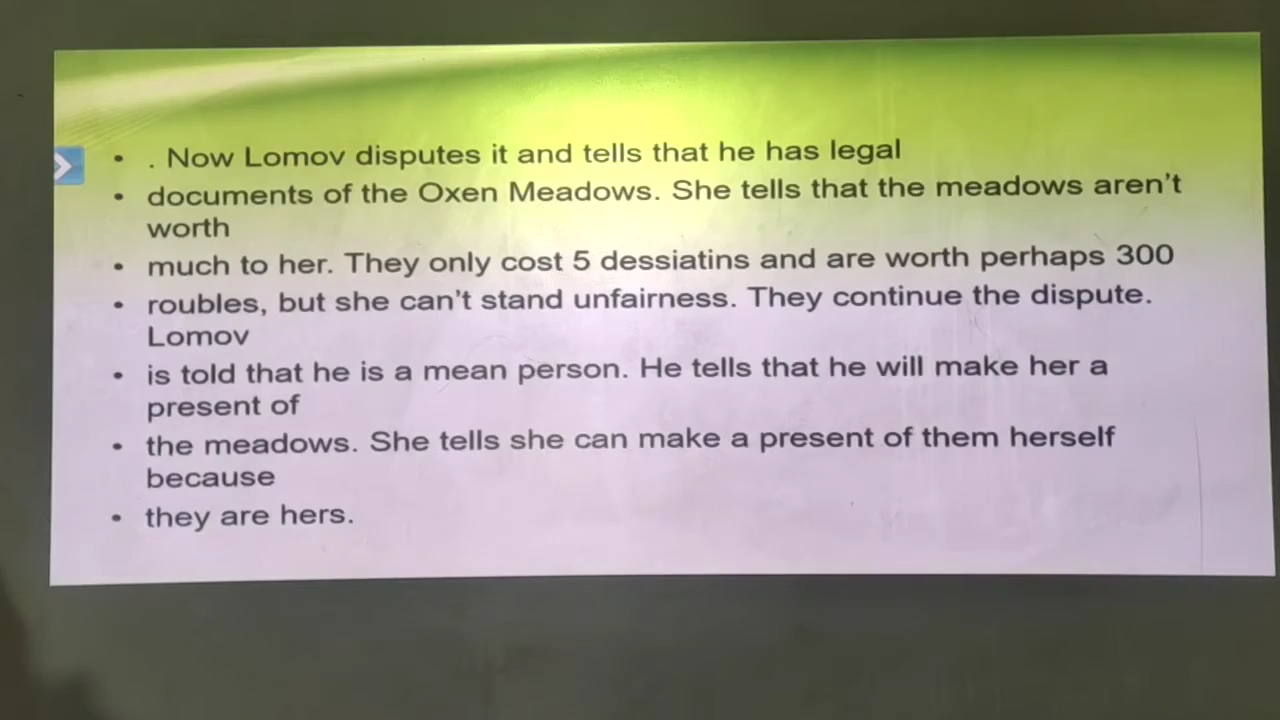 • . Now Lomov disputes it and tells that he has legal
• documents of the Oxen Meadows. She tells that the meadows aren't
worth
• much to her. They only cost 5 dessiatins and are worth perhaps 300
• roubles, but she can't stand unfairness. They continue the dispute.
Lomov
• is told that he is a mean person. He tells that he will make her a
present of
• the meadows. She tells she can make a present of them herself
because
• they are hers.